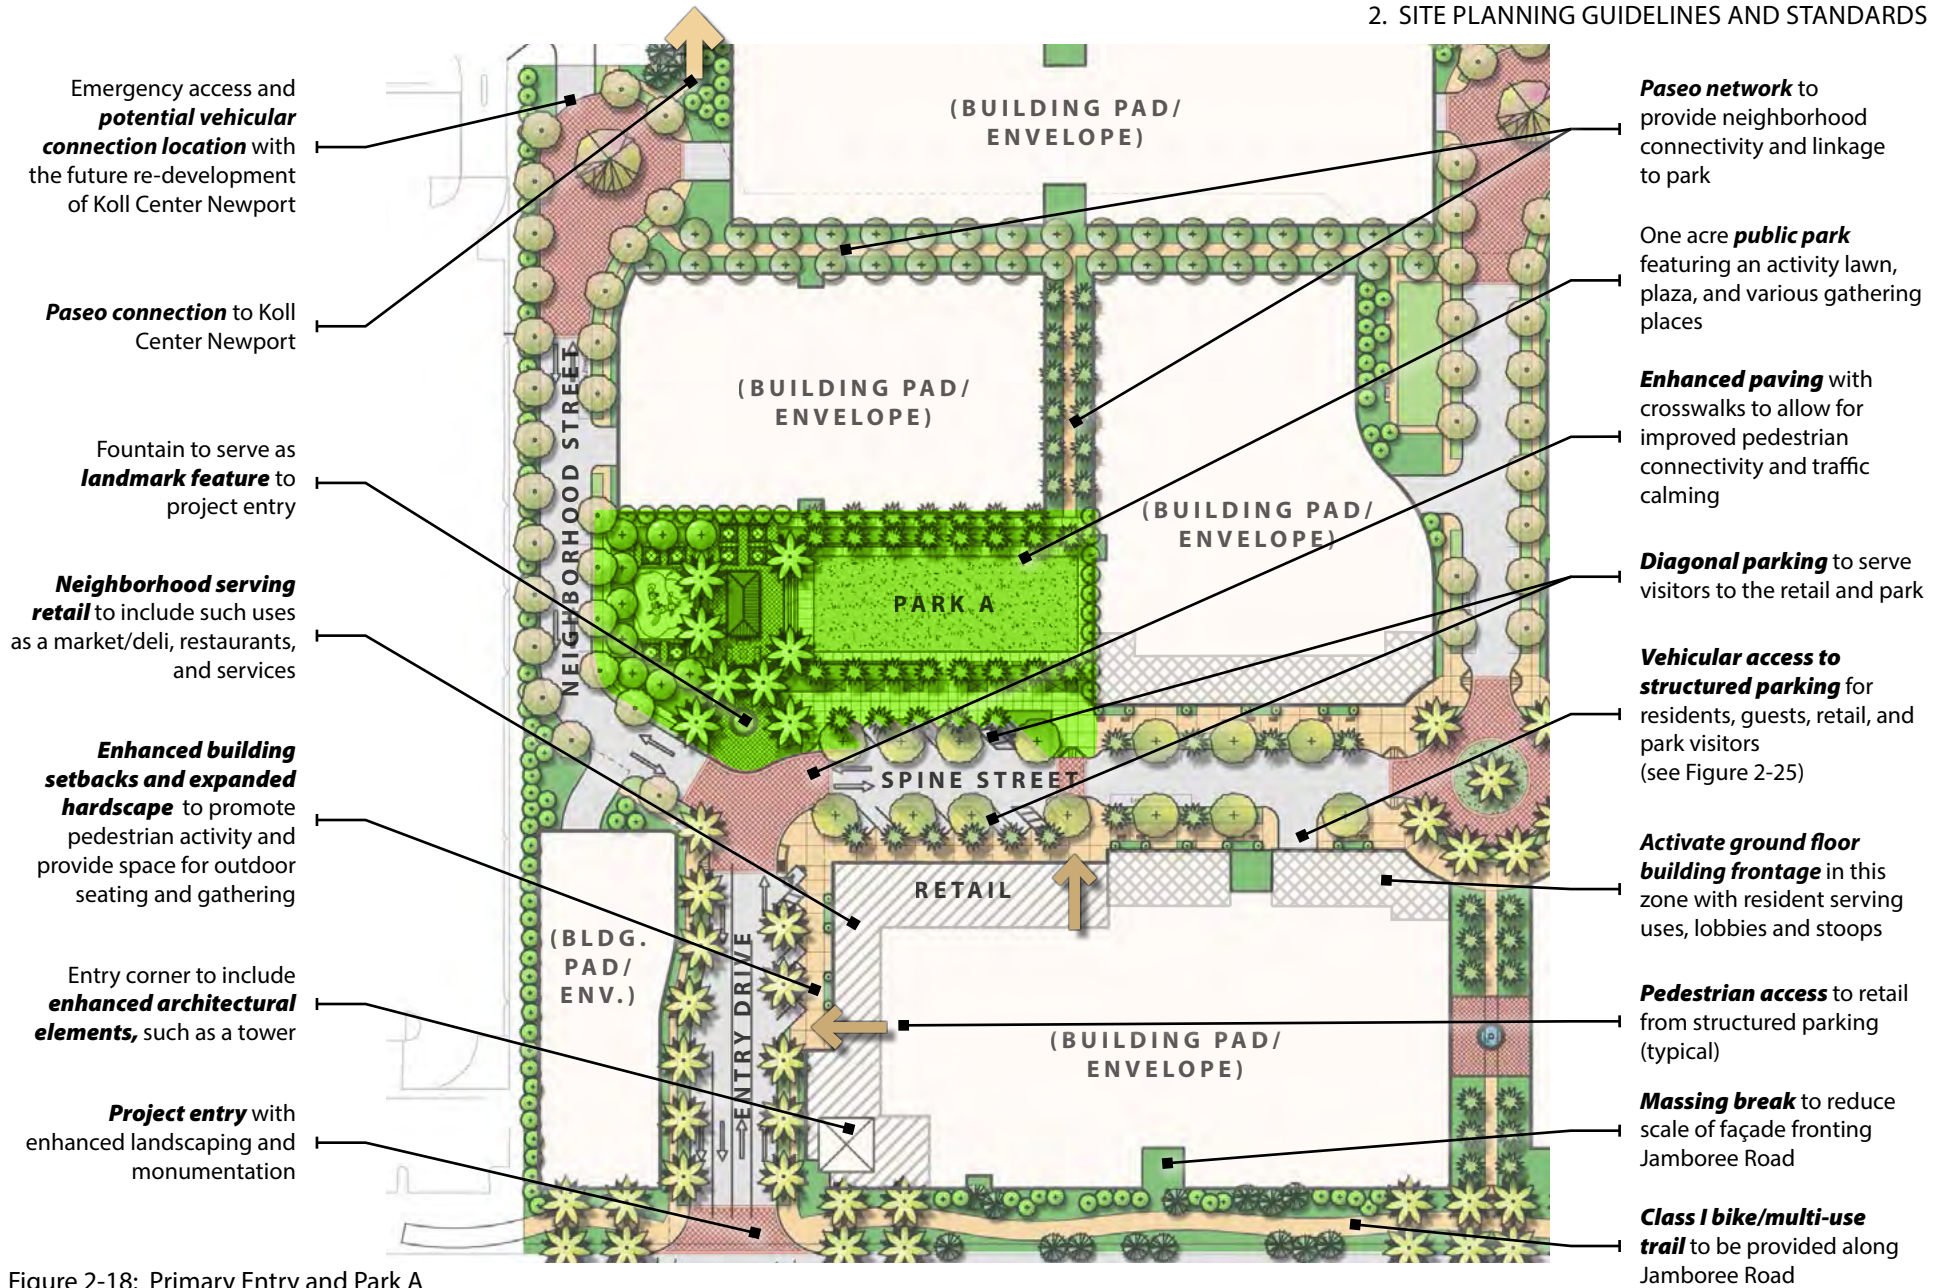 2. SITE PLANNING GUIDELINES AND STANDARDS
Emergency access and
potential vehicular
connection location with
the future re-development
of Koll Center Newport
Paseo connection to Koll
Center Newport
Fountain to serve as
landmark feature to
project entry
Neighborhood serving
retail to include such uses
as a market/deli, restaurants,
and services
Enhanced building
setbacks and expanded
hardscape to promote
pedestrian activity and
provide space for outdoor
seating and gathering
Entry corner to include
enhanced architectural
elements, such as a tower
Project entry with
enhanced landscaping and
monumentation
(BUILDING PAD/
ENVELOPE)
(BUILDING PAD/
ENVELOPE)
(BUILDING PAD/
ENVELOPE)
NEIGHBORHOOD STREET
PARK A
SPINE STREET
RETAIL
(BLDG.
PAD/
ENV.)
ENTRY DRIVE
(BUILDING PAD/
ENVELOPE)
Paseo network to
provide neighborhood
connectivity and linkage
to park
One acre public park
featuring an activity lawn,
plaza, and various gathering
places
Enhanced paving with
crosswalks to allow for
improved pedestrian
connectivity and traffic
calming
Diagonal parking to serve
visitors to the retail and park
Vehicular access to
structured parking for
residents, guests, retail, and
park visitors
(see Figure 2-25)
Activate ground floor
building frontage in this
zone with resident serving
uses, lobbies and stoops
Pedestrian access to retail
from structured parking
(typical)
Massing break to reduce
scale of façade fronting
Jamboree Road
Class I bike/multi-use
trail to be provided along
Jamboree Road
Figure 2-18: Primary Entry and Park A